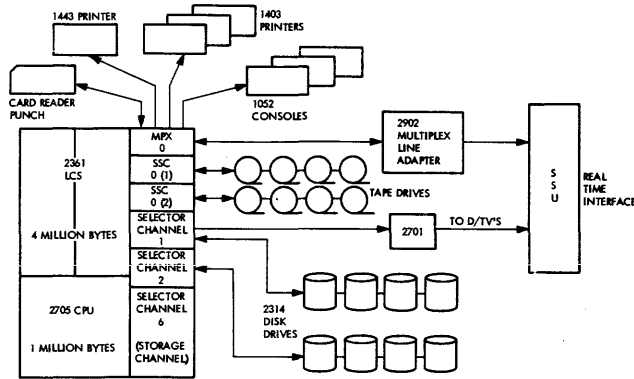 1443 PRINTER
1403
PRINTERS
CARD READER
PUNCH
1052
CONSOLES
2361
LCS
4 MILLION BYTES
2705 CPU
1 MILLION BYTES
MPX
0
SSC
0 (1)
SSC
0 (2)
SELECTOR
CHANNEL
1
SELECTOR
CHANNEL
2
SELECTOR
CHANNEL
6
(STORAGE
CHANNEL)
TAPE DRIVES
2902
MULTIPLEX
LINE
ADAPTER
2701
TO D/TV'S
2314
DISK
DRIVES
S
S
U
REAL
TIME
INTERFACE